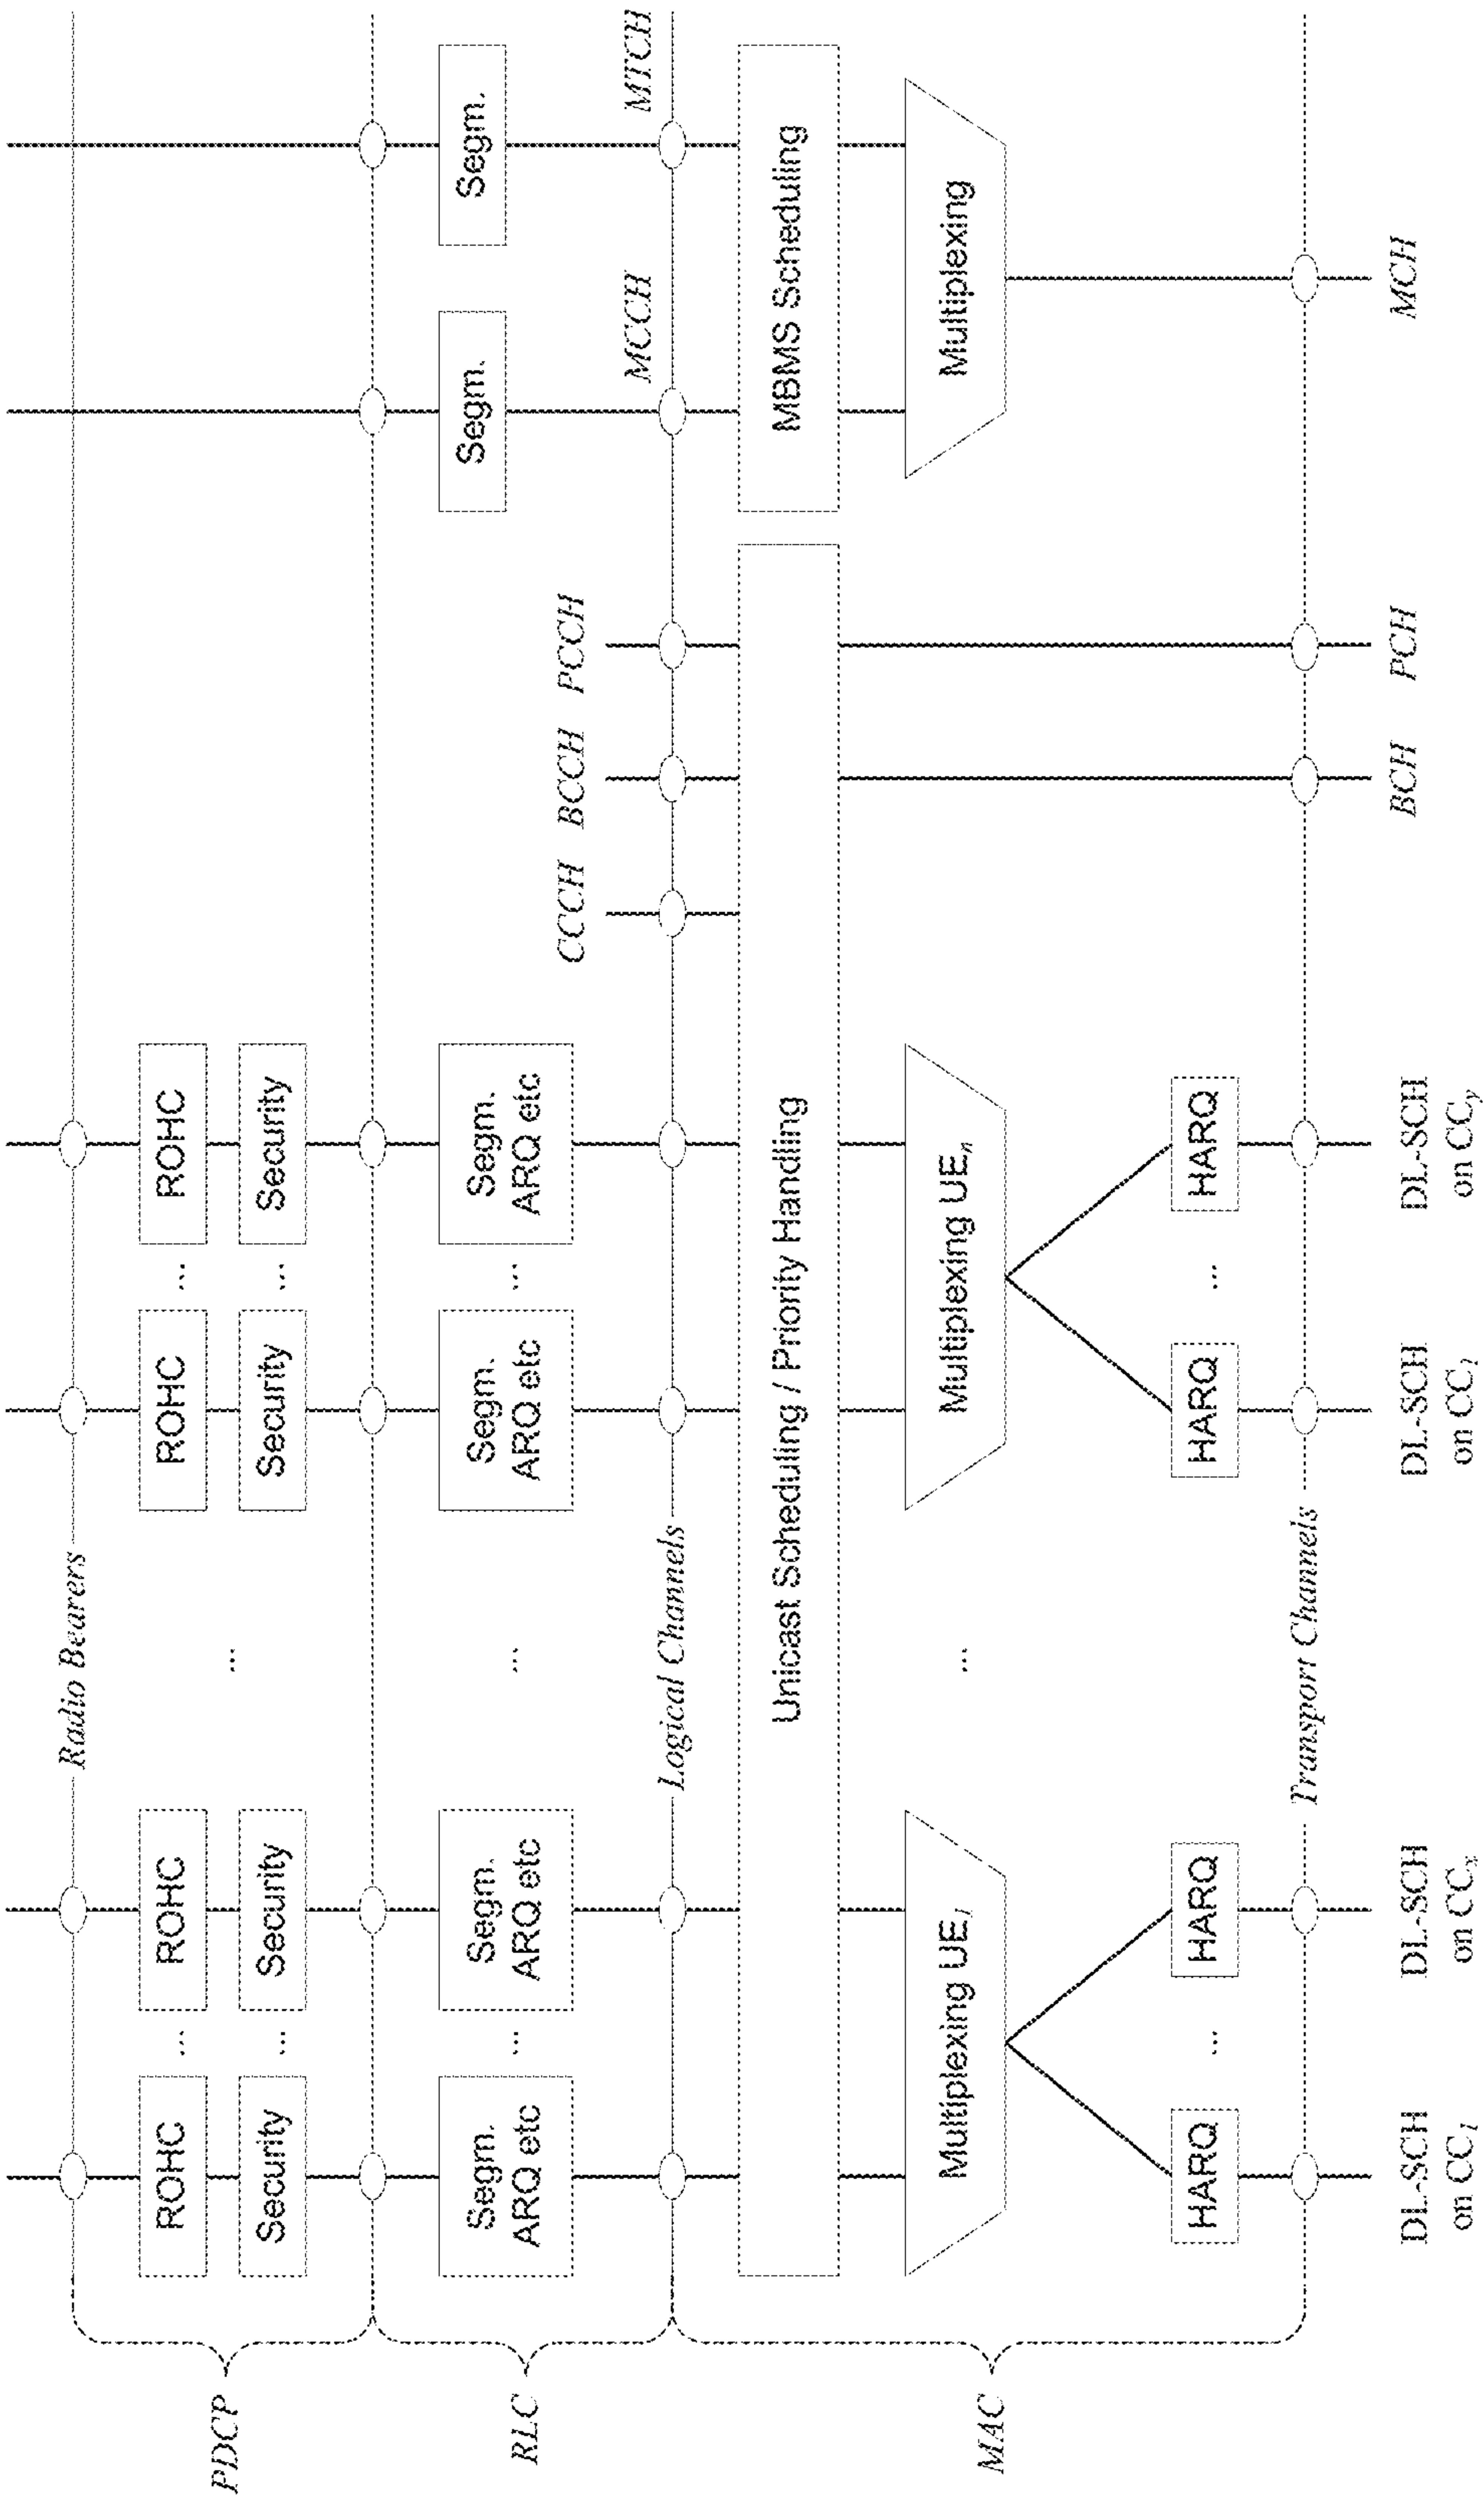 Radio Bearers
PDCP
ROHC
...
ROHC
ROHC
...
ROHC
Security
...
Security
...
Security
...
Security
RLC
Segm.
ARQ etc
...
Segm.
ARQ etc
...
Segm.
ARQ etc
...
Segm.
ARQ etc
Segm.
Segm.
CCCH
BCCH
PCCH
MCCH
MTCH
Logical Channels
MAC
Unicast Scheduling / Priority Handling
MBMS Scheduling
Multiplexing UE1
...
Multiplexing UEn
Multiplexing
HARQ
...
HARQ
HARQ
...
HARQ
Transport Channels
DL-SCH
on CC1
DL-SCH
on CCx
DL-SCH
on CC1
DL-SCH
on CCy
BCH
PCH
MCH